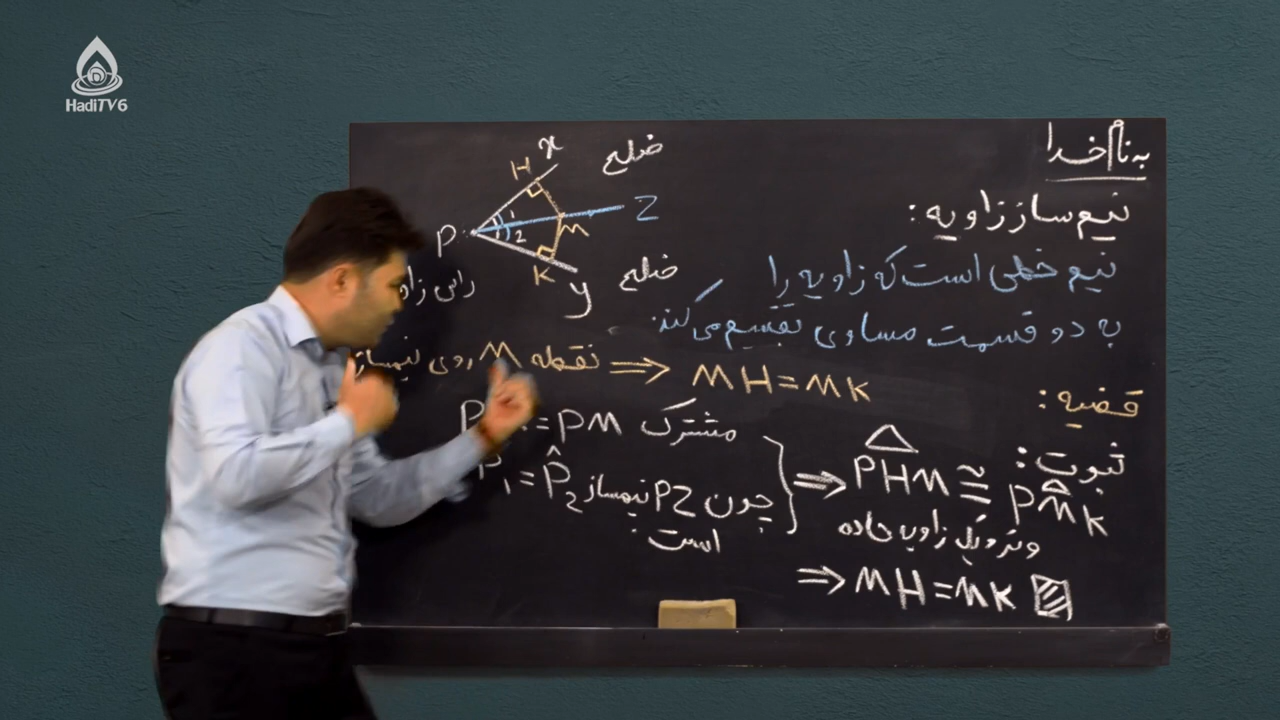 HadiTV6
به نام خدا
نیم ساز زاویه:
نیم خطی است که زاویه را
به دو قسمت مساوی تقسیم می کند.
x
H
ضلع
Z
1
2
P
M
K
ضلع
y
قضیه:
نقطه M روی نیمساز ⇒ MH=MK
ثبوت:
=PM مشترک
P̂₁=P̂₂ چون PZ نیمساز است
⇒ PHM ≅ PMK
وتر و یک زاویه حاده
⇒ MH=MK